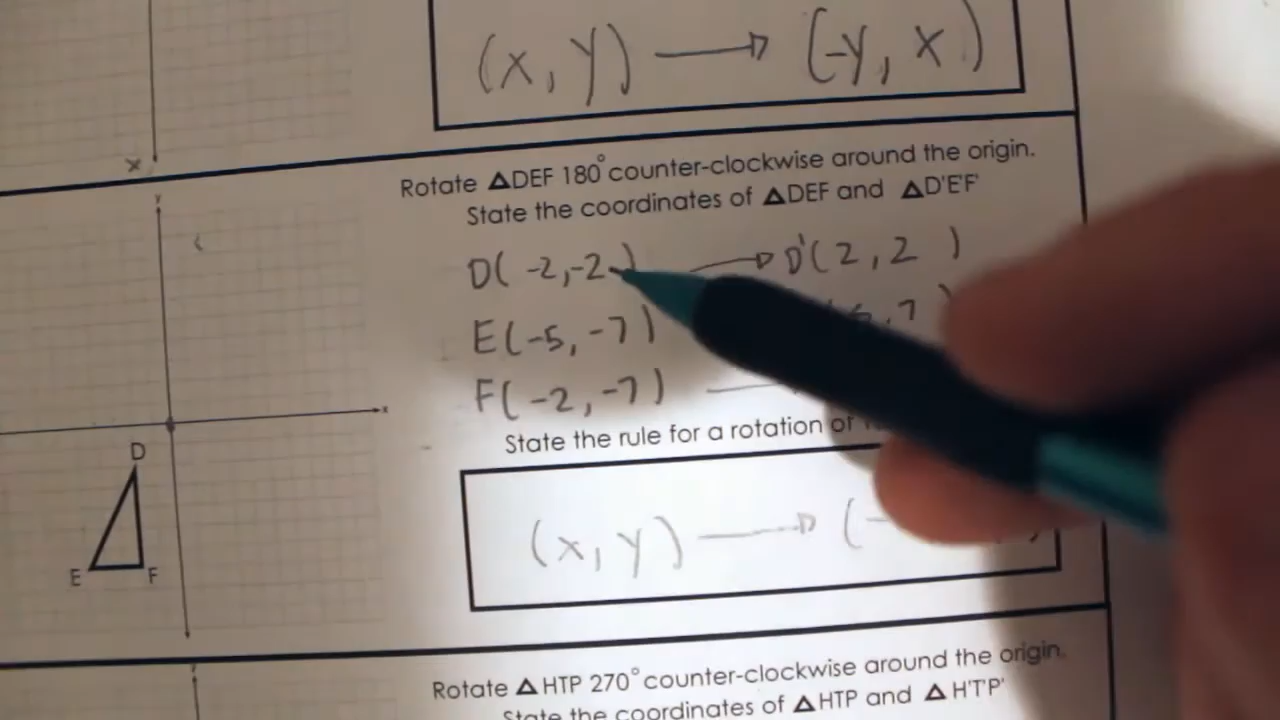 (x, y) → (-y, x)
x
y
Rotate △DEF 180° counter-clockwise around the origin.
State the coordinates of △DEF and △D'E'F'
D(-2,-2) → D'(2,2)
E(-5,-7) ,7)
F(-2,-7)
x
D
E F
State the rule for a rotation of
(x, y) → (-
Rotate △HTP 270° counter-clockwise around the origin.
State the coordinates of △HTP and △H'T'P'